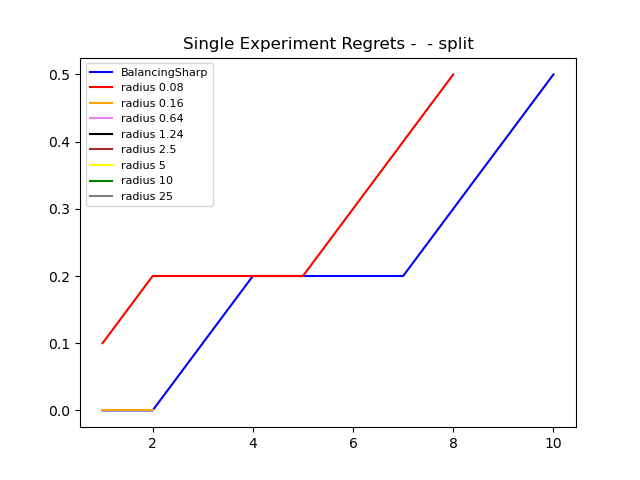 Single Experiment Regrets -  - split
BalancingSharp
radius 0.08
radius 0.16
radius 0.64
radius 1.24
radius 2.5
radius 5
radius 10
radius 25
0.5
0.4
0.3
0.2
0.1
0.0
2 4 6 8 10